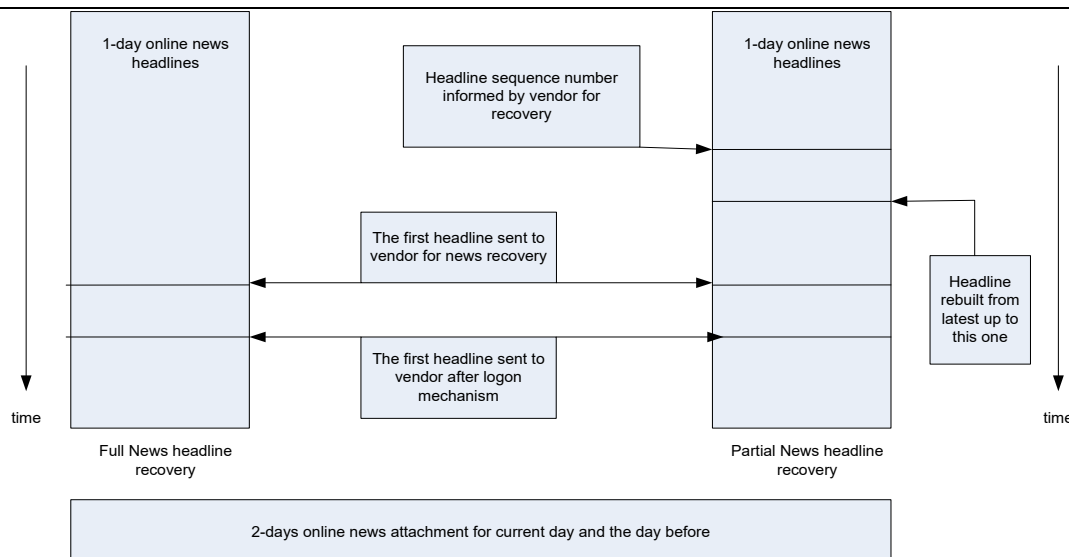 1-day online news
headlines
Headline sequence number
informed by vendor for
recovery
1-day online news
headlines
The first headline sent to
vendor for news recovery
Headline
rebuilt from
latest up to
this one
The first headline sent to
vendor after logon
mechanism
time
time
Full News headline
recovery
Partial News headline
recovery
2-days online news attachment for current day and the day before